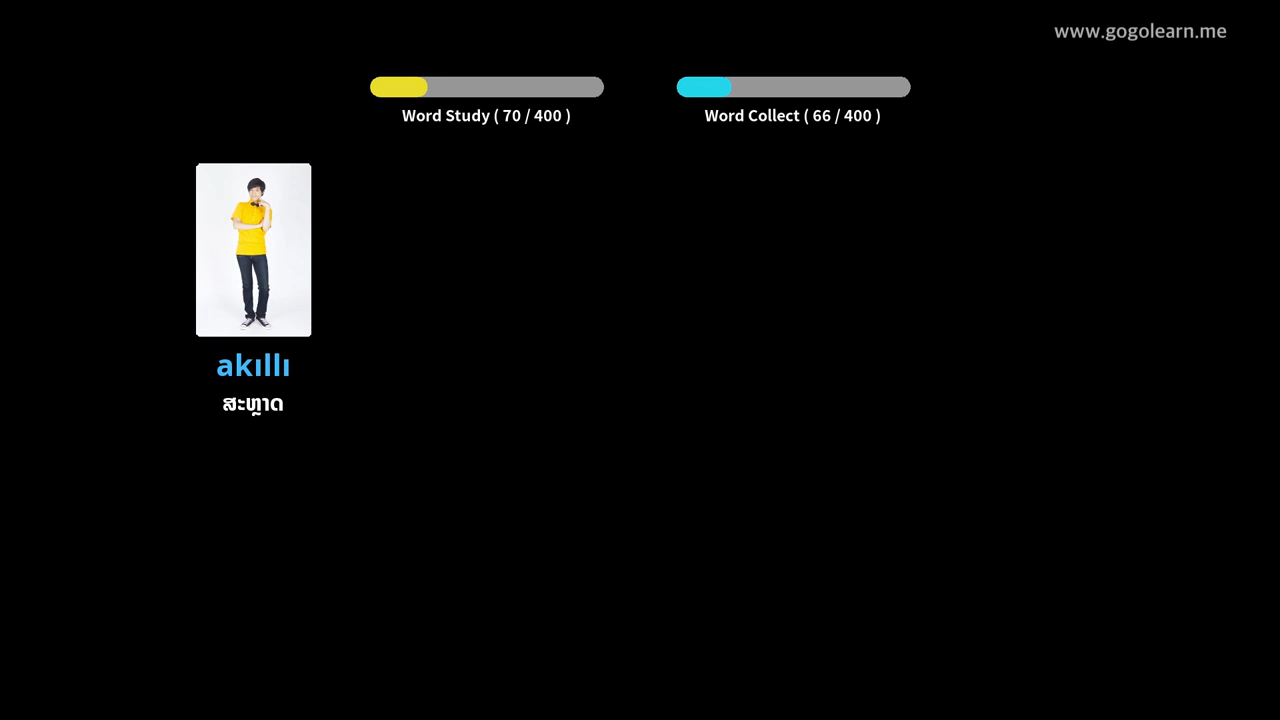 www.gogolearn.me
Word Study ( 70 / 400 )
Word Collect ( 66 / 400 )
akıllı
ສະຫຼາດ